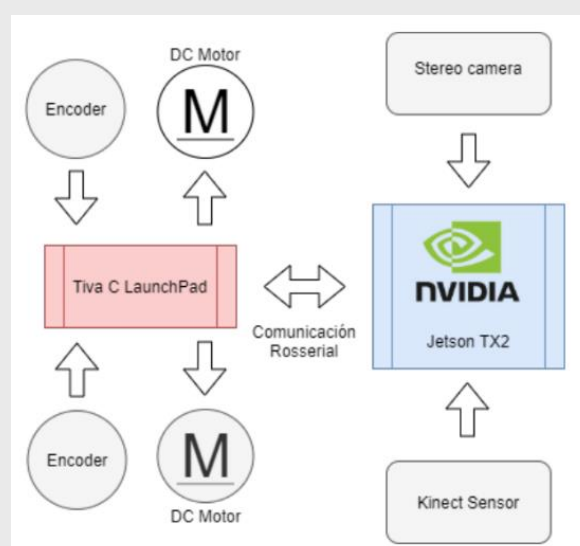 DC Motor
Encoder
M
Stereo camera
Tiva C LaunchPad
Comunicación
Rosserial
NVIDIA
Jetson TX2
Encoder
M
DC Motor
Kinect Sensor